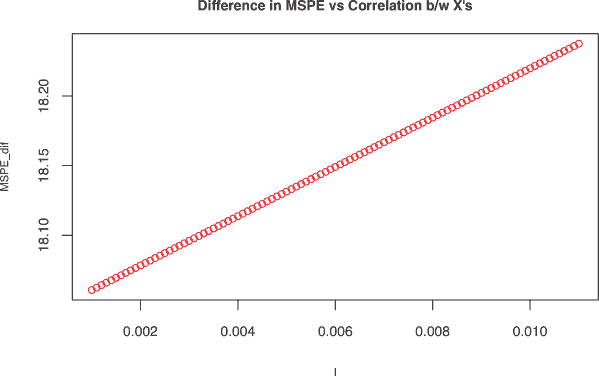 Difference in MSPE vs Correlation b/w X's
MSPE_dif
18.20
18.15
18.10
0.002 0.004 0.006 0.008 0.010
l